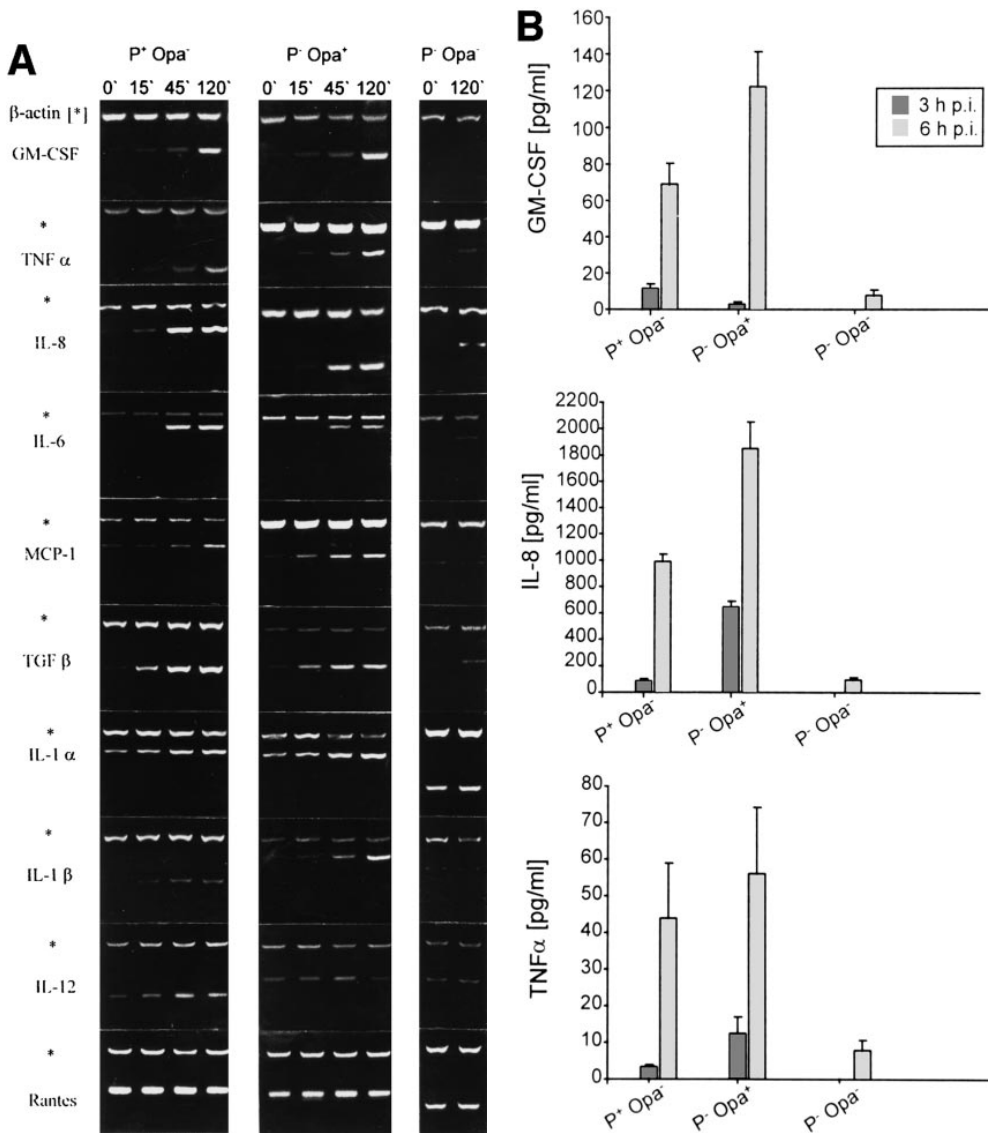 A
P⁺ Opa⁻ P⁻ Opa⁺ P⁻ Opa⁻
0` 15` 45` 120` 0` 15` 45` 120` 0` 120`
β-actin [*]
GM-CSF
*
TNF α
*
IL-8
*
IL-6
*
MCP-1
*
TGF β
*
IL-1 α
*
IL-1 β
*
IL-12
*
Rantes
B
GM-CSF [pg/ml]
160
140
120
100
80
60
40
20
0
3 h p.i.
6 h p.i.
P⁺ Opa⁻ P⁻ Opa⁺ P⁻ Opa⁻
IL-8 [pg/ml]
2200
2000
1800
1600
1400
1200
1000
800
600
400
200
0
P⁺ Opa⁻ P⁻ Opa⁺ P⁻ Opa⁻
TNFα [pg/ml]
80
70
60
50
40
30
20
10
0
P⁺ Opa⁻ P⁻ Opa⁺ P⁻ Opa⁻